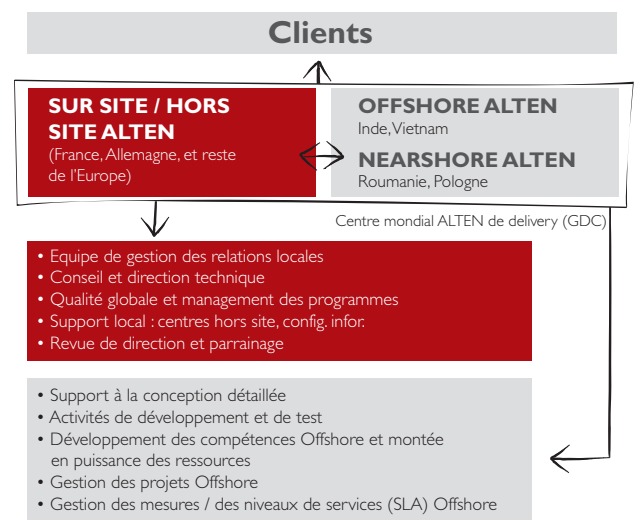 Clients
SUR SITE / HORS
SITE ALTEN
(France, Allemagne, et reste
de l'Europe)
OFFSHORE ALTEN
Inde, Vietnam
NEARSHORE ALTEN
Roumanie, Pologne
Centre mondial ALTEN de delivery (GDC)
• Equipe de gestion des relations locales
• Conseil et direction technique
• Qualité globale et management des programmes
• Support local : centres hors site, config. infor.
• Revue de direction et parrainage
• Support à la conception détaillée
• Activités de développement et de test
• Développement des compétences Offshore et montée
en puissance des ressources
• Gestion des projets Offshore
• Gestion des mesures / des niveaux de services (SLA) Offshore